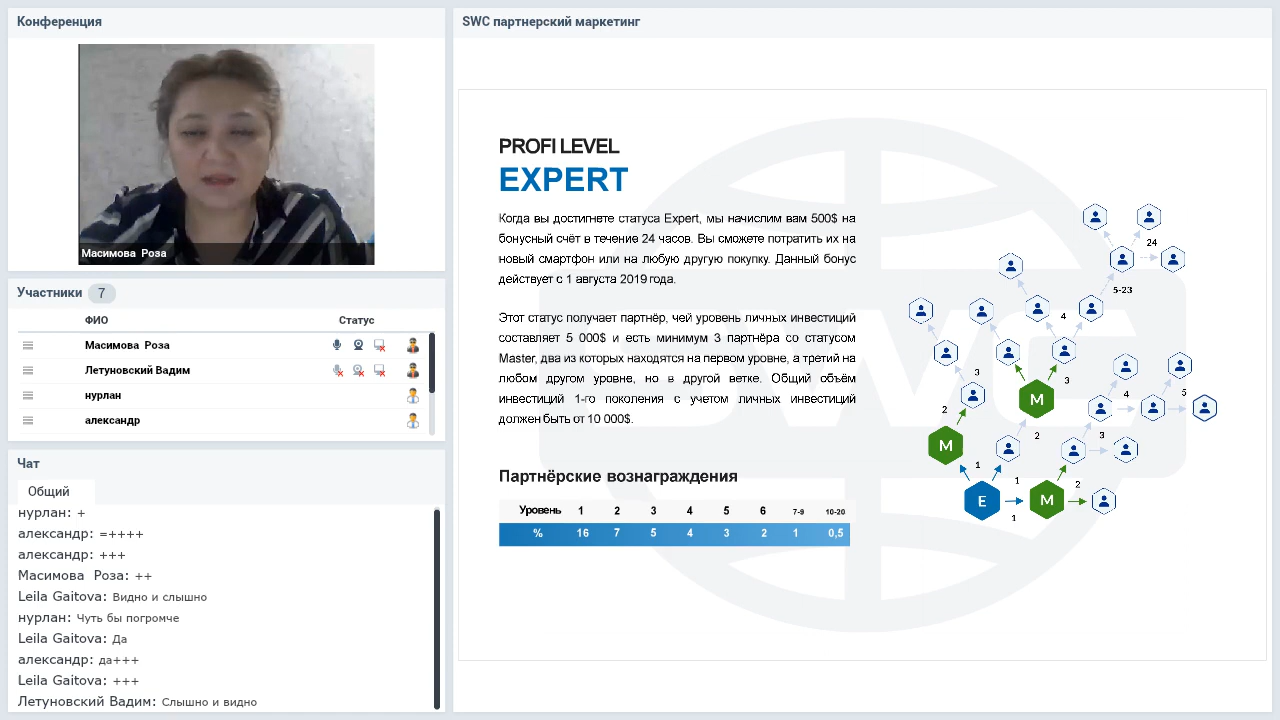 Конференция
Масимова Роза
Участники 7
ФИО Статус
Масимова Роза
Летуновский Вадим
нурлан
александр
Чат
Общий
нурлан: +
александр: =++++
александр: +++
Масимова Роза: ++
Leila Gaitova: Видно и слышно
нурлан: Чуть бы погромче
Leila Gaitova: Да
александр: да+++
Leila Gaitova: +++
Летуновский Вадим: Слышно и видно
SWC партнерский маркетинг
PROFI LEVEL
EXPERT
Когда вы достигнете статуса Expert, мы начислим вам 500$ на
бонусный счёт в течение 24 часов. Вы сможете потратить их на
новый смартфон или на любую другую покупку. Данный бонус
действует с 1 августа 2019 года.
Этот статус получает партнёр, чей уровень личных инвестиций
составляет 5 000$ и есть минимум 3 партнёра со статусом
Master, два из которых находятся на первом уровне, а третий на
любом другом уровне, но в другой ветке. Общий объём
инвестиций 1-го поколения с учетом личных инвестиций
должен быть от 10 000$.
Партнёрские вознаграждения
Уровень 1 2 3 4 5 6 7-9 10-20
% 16 7 5 4 3 2 1 0,5
SWC
24
5-23
4
3
3
4
5
2
M
M
2
3
1
1
2
E
M
1